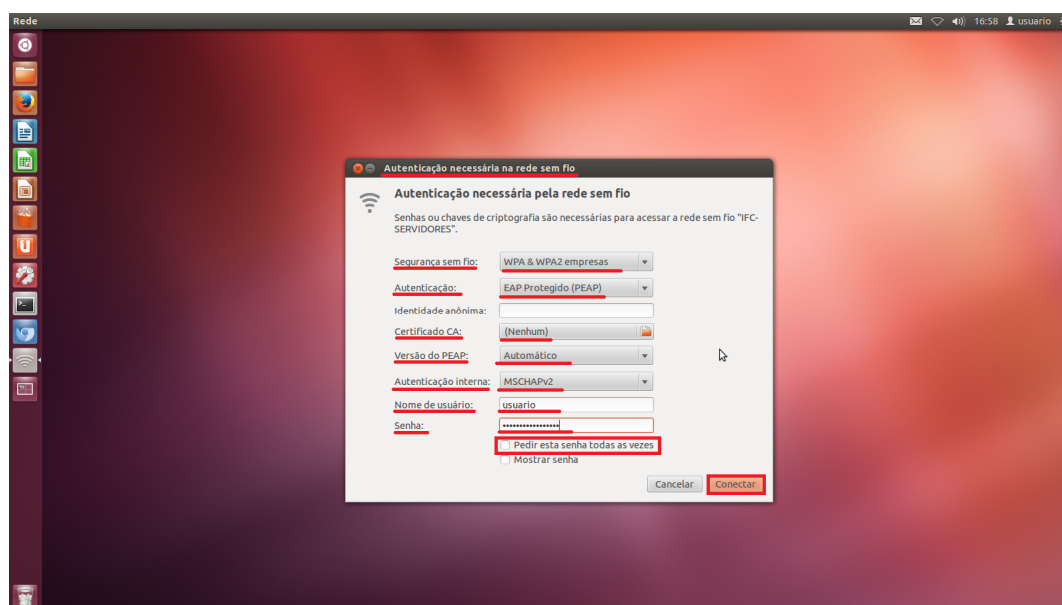 Rede
16:58 usuario
Autenticação necessária na rede sem fio
Autenticação necessária pela rede sem fio
Senhas ou chaves de criptografia são necessárias para acessar a rede sem fio "IFC-
SERVIDORES".
Segurança sem fio: WPA & WPA2 empresas
Autenticação: EAP Protegido (PEAP)
Identidade anônima:
Certificado CA: (Nenhum)
Versão do PEAP: Automático
Autenticação interna: MSCHAPv2
Nome de usuário: usuario
Senha: ••••••••••••••••
Pedir esta senha todas as vezes
Mostrar senha
Cancelar Conectar